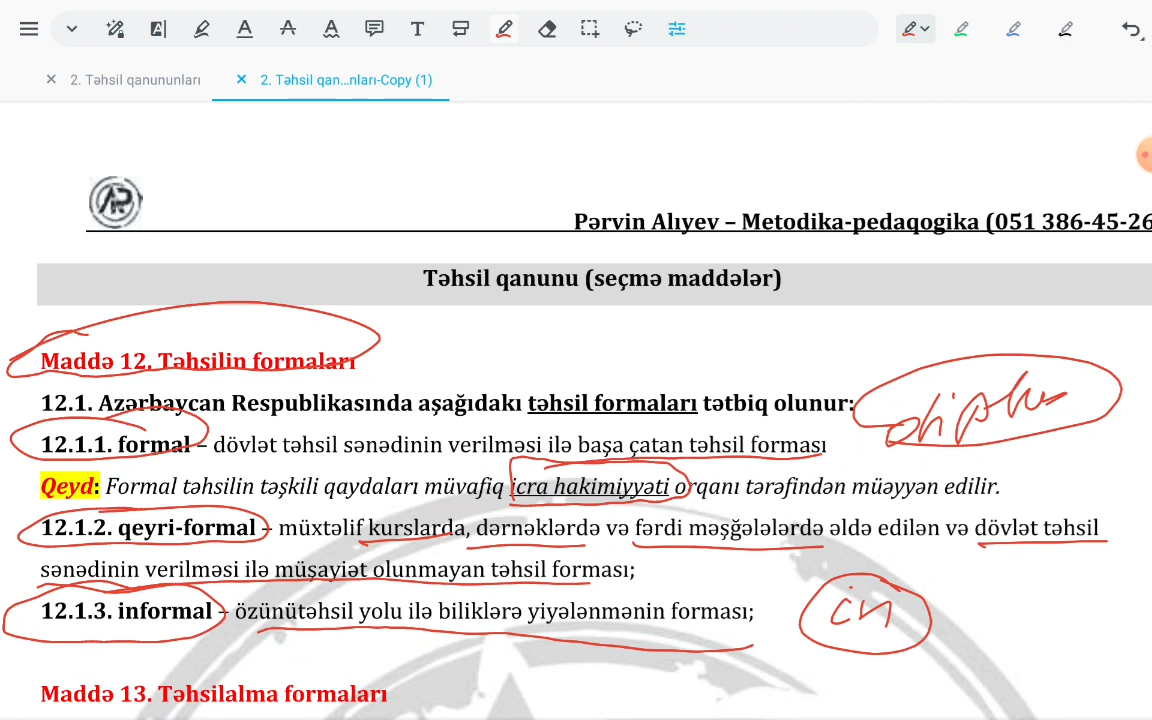 2. Təhsil qanununları
2. Təhsil qan...nları-Copy (1)
Pərvin Alıyev – Metodika-pedaqogika (051 386-45-26
Təhsil qanunu (seçmə maddələr)
Maddə 12. Təhsilin formaları
12.1. Azərbaycan Respublikasında aşağıdakı təhsil formaları tətbiq olunur:
12.1.1. formal – dövlət təhsil sənədinin verilməsi ilə başa çatan təhsil forması
Qeyd: Formal təhsilin təşkili qaydaları müvafiq icra hakimiyyəti orqanı tərəfindən müəyyən edilir.
12.1.2. qeyri-formal – müxtəlif kurslarda, dərnəklərdə və fərdi məşğələlərdə əldə edilən və dövlət təhsil
sənədinin verilməsi ilə müşayiət olunmayan təhsil forması;
12.1.3. informal – özünütəhsil yolu ilə biliklərə yiyələnmənin forması;
in
Maddə 13. Təhsilalma formaları